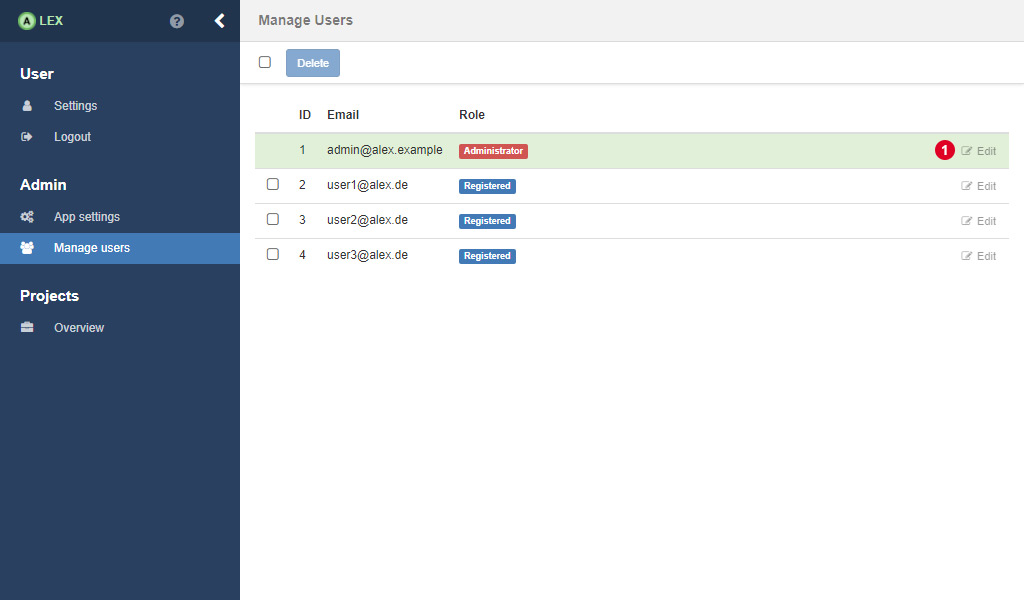 A LEX ?
User
Settings
Logout
Admin
App settings
Manage users
Projects
Overview
Manage Users
Delete
ID Email Role
1 admin@alex.example Administrator 1 Edit
2 user1@alex.de Registered Edit
3 user2@alex.de Registered Edit
4 user3@alex.de Registered Edit